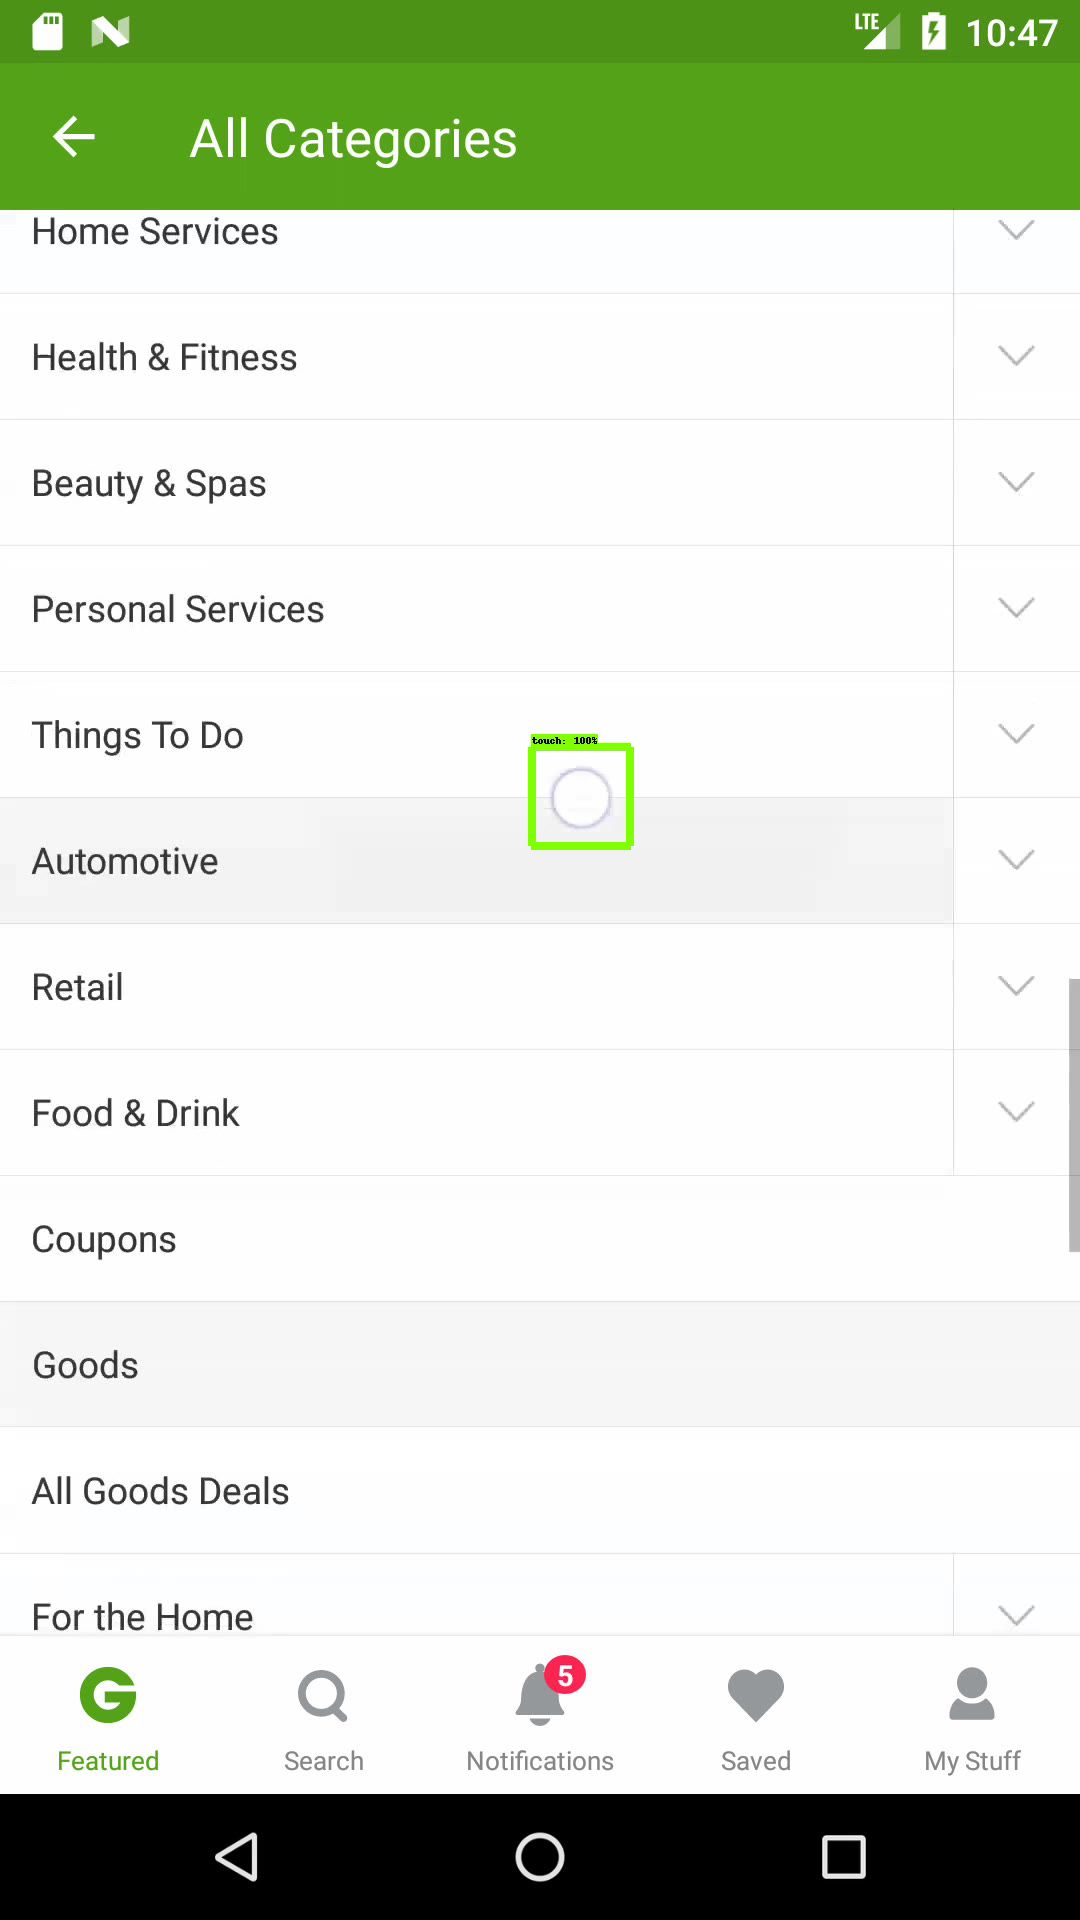 LTE 10:47
All Categories
Home Services
Health & Fitness
Beauty & Spas
Personal Services
Things To Do
touch: 100%
Automotive
Retail
Food & Drink
Coupons
Goods
All Goods Deals
For the Home
5
Featured Search Notifications Saved My Stuff